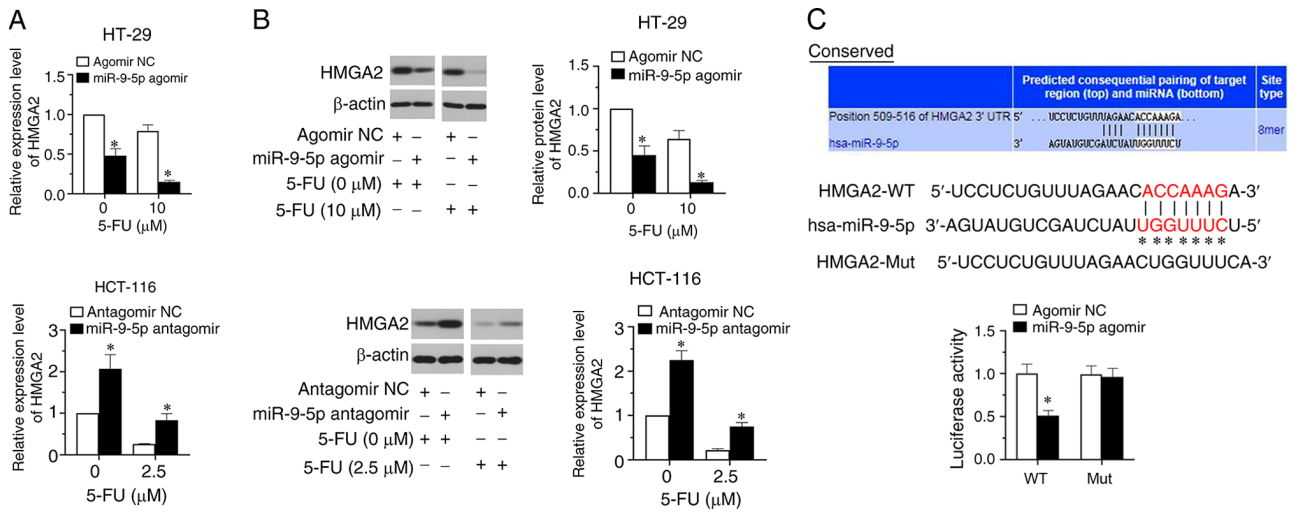 A
HT-29
Agomir NC
miR-9-5p agomir
Relative expression level
of HMGA2
1.5
1.0
0.5
0.0
*
*
0
10
5-FU (μM)
HCT-116
Antagomir NC
miR-9-5p antagomir
Relative expression level
of HMGA2
3
2
1
0
*
*
0
2.5
5-FU (μM)
B
HMGA2
β-actin
Agomir NC + – + –
miR-9-5p agomir – + – +
5-FU (0 μM) + + – –
5-FU (10 μM) – – + +
HT-29
Agomir NC
miR-9-5p agomir
Relative protein level
of HMGA2
1.5
1.0
0.5
0.0
*
*
0
10
5-FU (μM)
HMGA2
β-actin
Antagomir NC + – + –
miR-9-5p antagomir – + – +
5-FU (0 μM) + + – –
5-FU (2.5 μM) – – + +
HCT-116
Antagomir NC
miR-9-5p antagomir
Relative expression level
of HMGA2
3
2
1
0
*
*
0
2.5
5-FU (μM)
C
Conserved
Predicted consequential pairing of target
region (top) and miRNA (bottom)
Site
type
Position 509-516 of HMGA2 3' UTR 5' ...UCCUCUGUUUAGAACACCAAAGA...
hsa-miR-9-5p 3' AGUAUGUCGAUCUAUUGGUUUCU
8mer
HMGA2-WT 5′-UCCUCUGUUUAGAACACCAAAGA-3′
hsa-miR-9-5p 3′-AGUAUGUCGAUCUAUUGGUUUCU-5′
*******
HMGA2-Mut 5′-UCCUCUGUUUAGAACUGGUUUCA-3′
Agomir NC
miR-9-5p agomir
Luciferase activity
1.5
1.0
0.5
0.0
*
WT
Mut